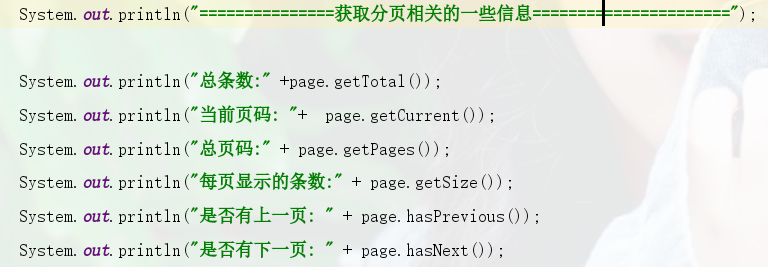 System.out.println("===============获取分页相关的一些信息======================");
System.out.println("总条数:" +page.getTotal());
System.out.println("当前页码: "+  page.getCurrent());
System.out.println("总页码:" + page.getPages());
System.out.println("每页显示的条数:" + page.getSize());
System.out.println("是否有上一页: " + page.hasPrevious());
System.out.println("是否有下一页: " + page.hasNext());